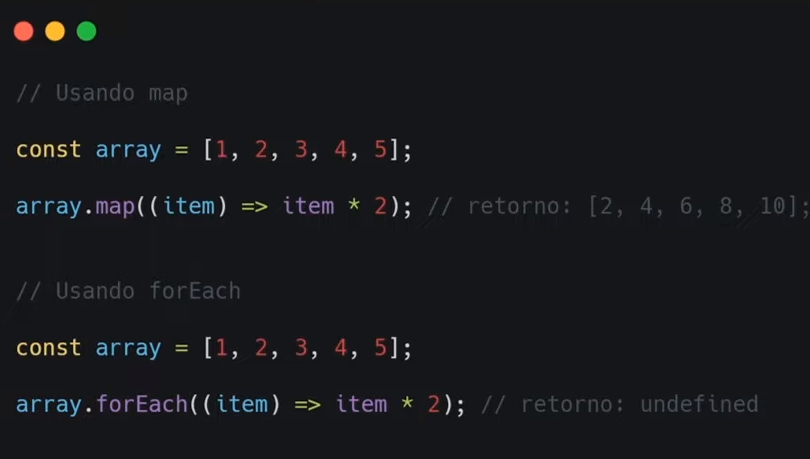 // Usando map
const array = [1, 2, 3, 4, 5];
array.map((item) => item * 2); // retorno: [2, 4, 6, 8, 10];
// Usando forEach
const array = [1, 2, 3, 4, 5];
array.forEach((item) => item * 2); // retorno: undefined